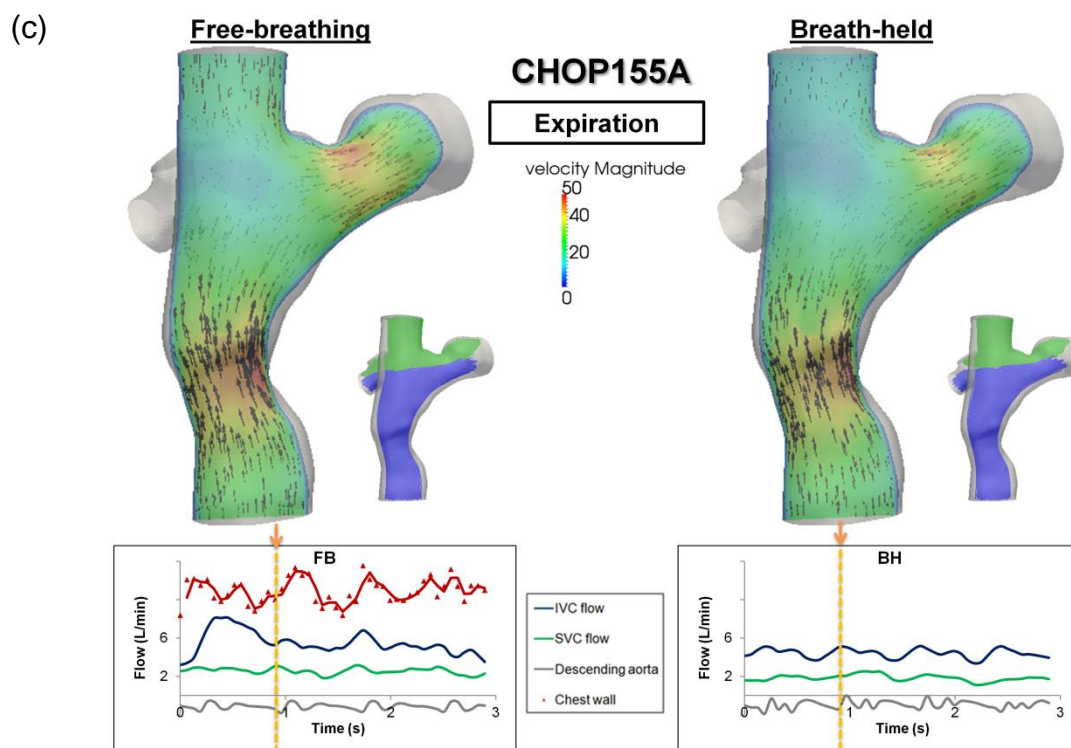 (c)
Free-breathing
Breath-held
CHOP155A
Expiration
velocity Magnitude
50
40
20
0
FB
Flow (L/min)
6
2
0
1
2
3
Time (s)
IVC flow
SVC flow
Descending aorta
Chest wall
BH
Flow (L/min)
6
2
0
1
2
3
Time (s)